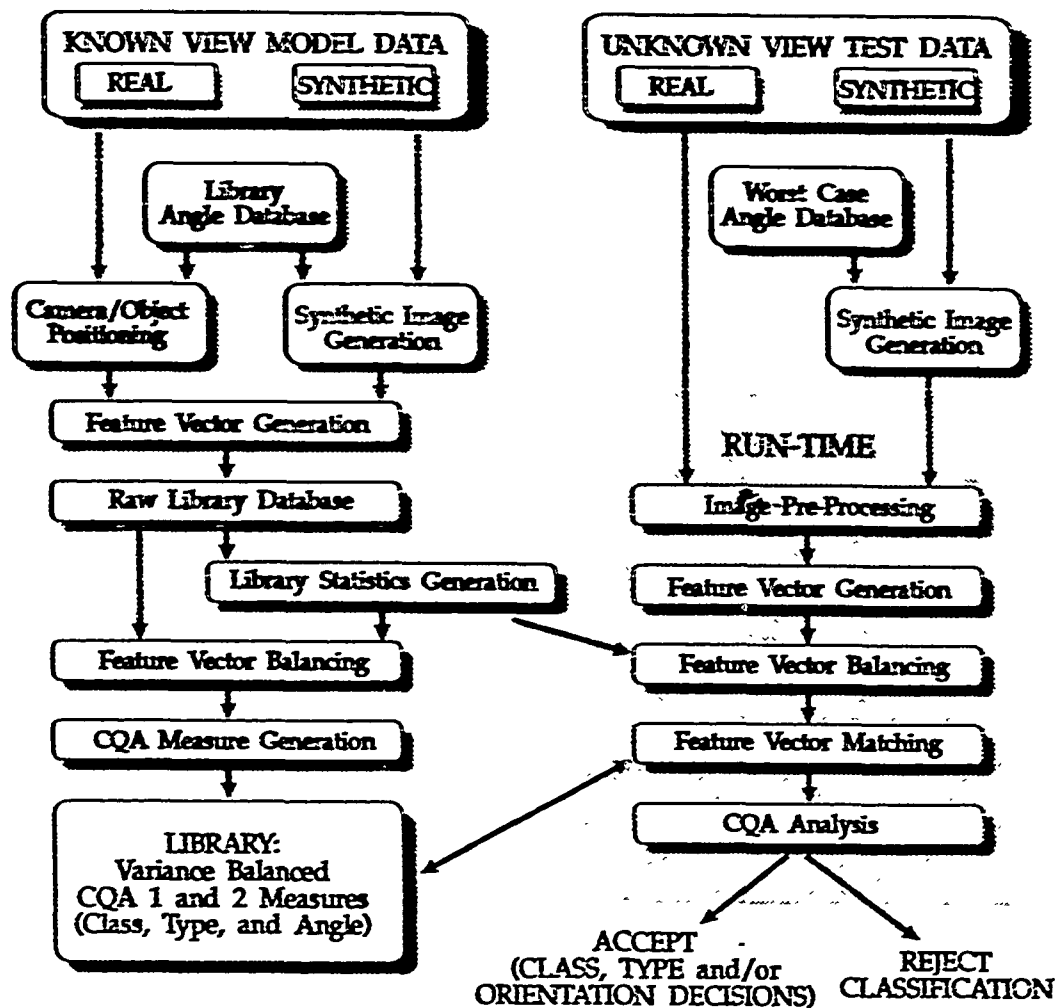 KNOWN VIEW MODEL DATA
REAL
SYNTHETIC
Library
Angle Database
Camera/Object
Positioning
Synthetic Image
Generation
Feature Vector Generation
Raw Library Database
Library Statistics Generation
Feature Vector Balancing
CQA Measure Generation
LIBRARY:
Variance Balanced
CQA 1 and 2 Measures
(Class, Type, and Angle)
UNKNOWN VIEW TEST DATA
REAL
SYNTHETIC
Worst Case
Angle Database
Synthetic Image
Generation
RUN-TIME
Image-Pre-Processing
Feature Vector Generation
Feature Vector Balancing
Feature Vector Matching
CQA Analysis
ACCEPT
(CLASS, TYPE and/or
ORIENTATION DECISIONS)
REJECT
CLASSIFICATION